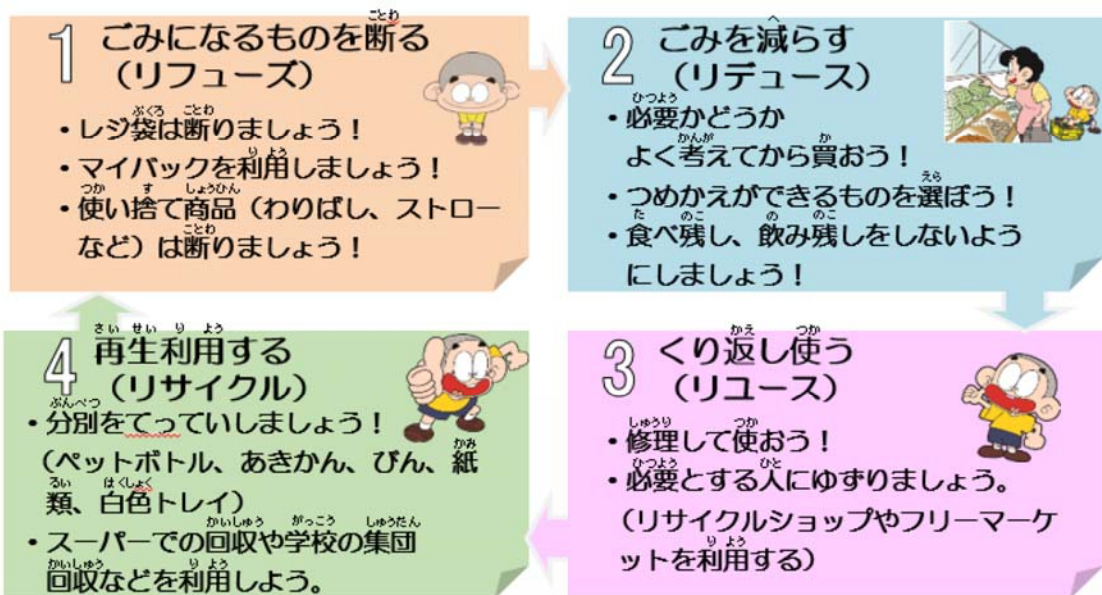 1 ごみになるものを断る
（リフューズ）
・レジ袋は断りましょう！
・マイバックを利用しましょう！
・使い捨て商品（わりばし、ストロー
など）は断りましょう！
2 ごみを減らす
（リデュース）
・必要かどうか
よく考えてから買おう！
・つめかえができるものを選ぼう！
・食べ残し、飲み残しをしないよう
にしましょう！
3 くり返し使う
（リユース）
・修理して使おう！
・必要とする人にゆずりましょう。
（リサイクルショップやフリーマーケ
ットを利用する）
4 再生利用する
（リサイクル）
・分別をてっていしましょう！
（ペットボトル、あきかん、びん、紙
類、白色トレイ）
・スーパーでの回収や学校の集団
回収などを利用しよう。